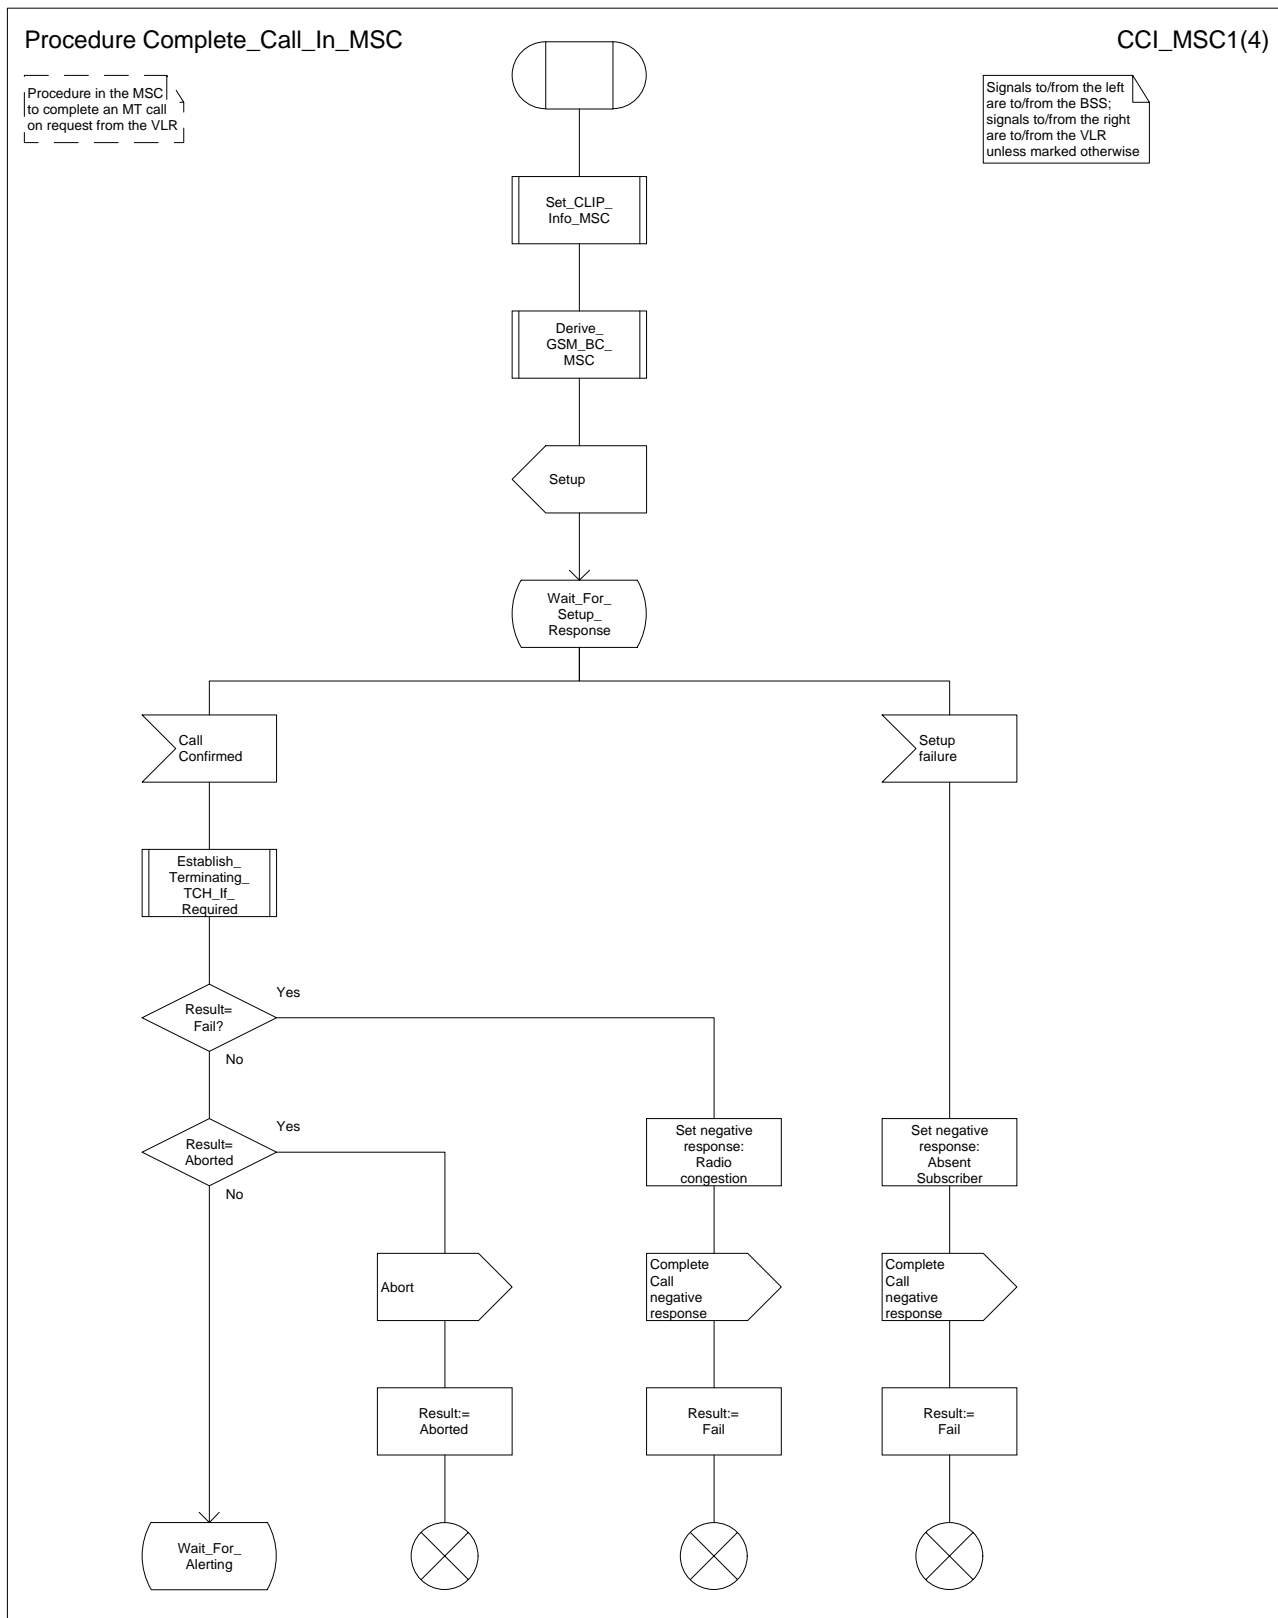 Procedure Complete_Call_In_MSC
CCI_MSC1(4)
Procedure in the MSC
to complete an MT call
on request from the VLR
Signals to/from the left
are to/from the BSS;
signals to/from the right
are to/from the VLR
unless marked otherwise
Set_CLIP_
Info_MSC
Derive_
GSM_BC_
MSC
Setup
Wait_For_
Setup_
Response
Call
Confirmed
Setup
failure
Establish_
Terminating_
TCH_If_
Required
Result=
Fail?
Yes
No
Result=
Aborted
Yes
No
Set negative
response:
Radio
congestion
Set negative
response:
Absent
Subscriber
Abort
Complete
Call
negative
response
Complete
Call
negative
response
Result:=
Aborted
Result:=
Fail
Result:=
Fail
Wait_For_
Alerting